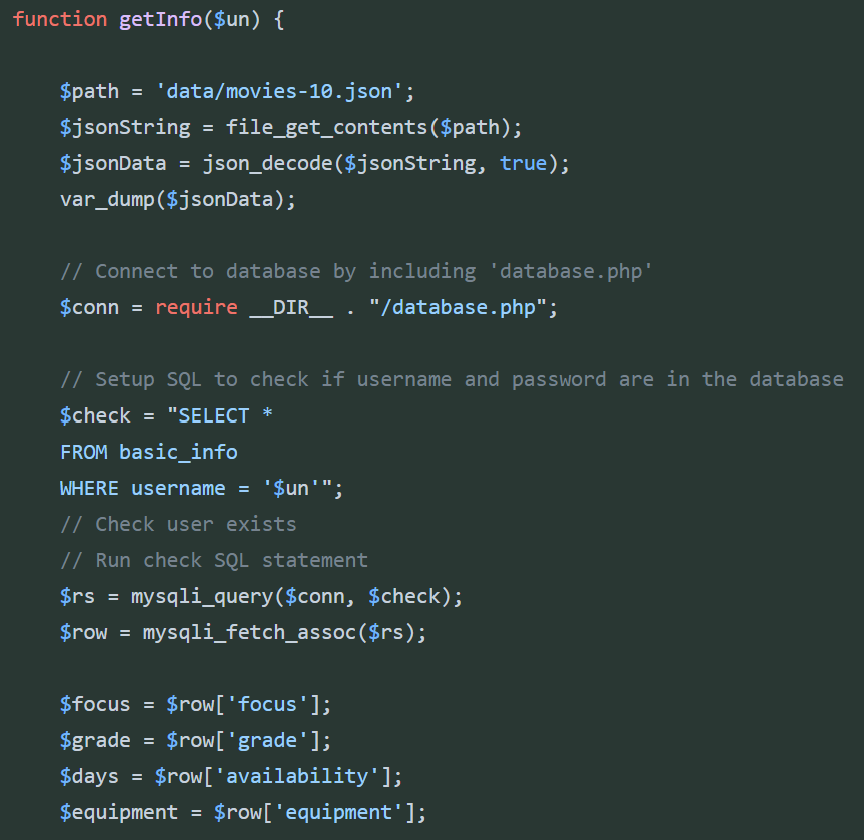 function getInfo($un) {
$path = 'data/movies-10.json';
$jsonString = file_get_contents($path);
$jsonData = json_decode($jsonString, true);
var_dump($jsonData);
// Connect to database by including 'database.php'
$conn = require __DIR__ . "/database.php";
// Setup SQL to check if username and password are in the database
$check = "SELECT *
FROM basic_info
WHERE username = '$un'";
// Check user exists
// Run check SQL statement
$rs = mysqli_query($conn, $check);
$row = mysqli_fetch_assoc($rs);
$focus = $row['focus'];
$grade = $row['grade'];
$days = $row['availability'];
$equipment = $row['equipment'];